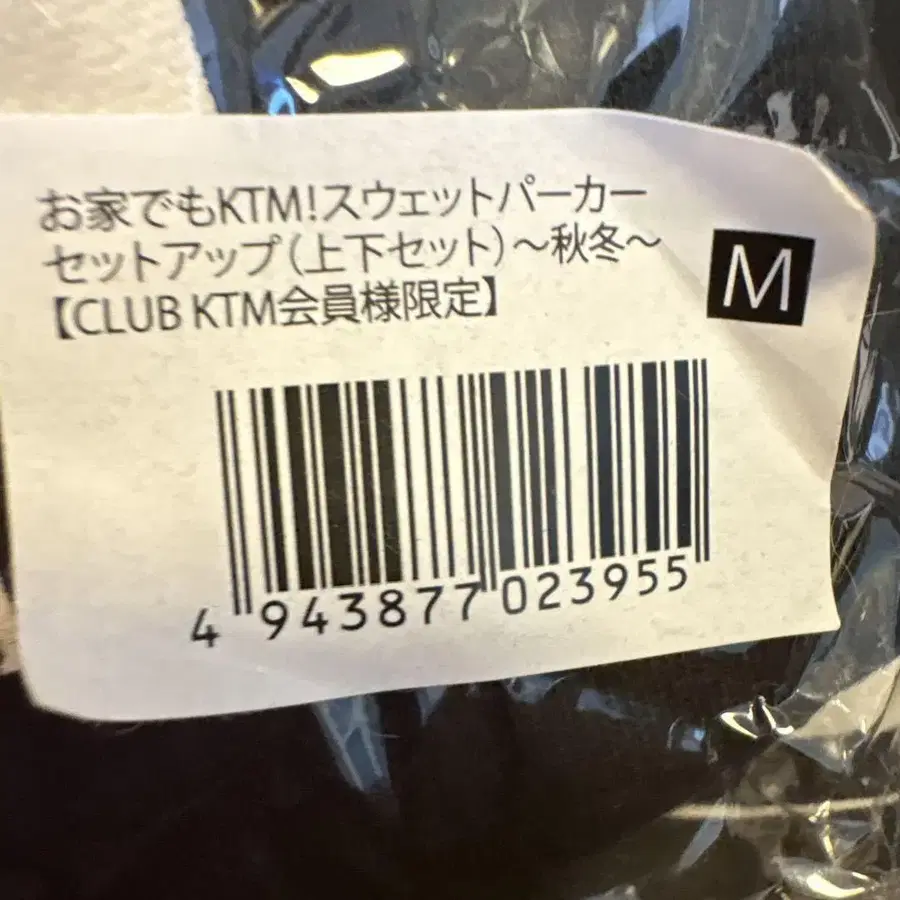 お家でもKTM!スウェットパーカー
セットアップ(上下セット)～秋冬～
【CLUB KTM会員様限定】
M
4 943877 023955